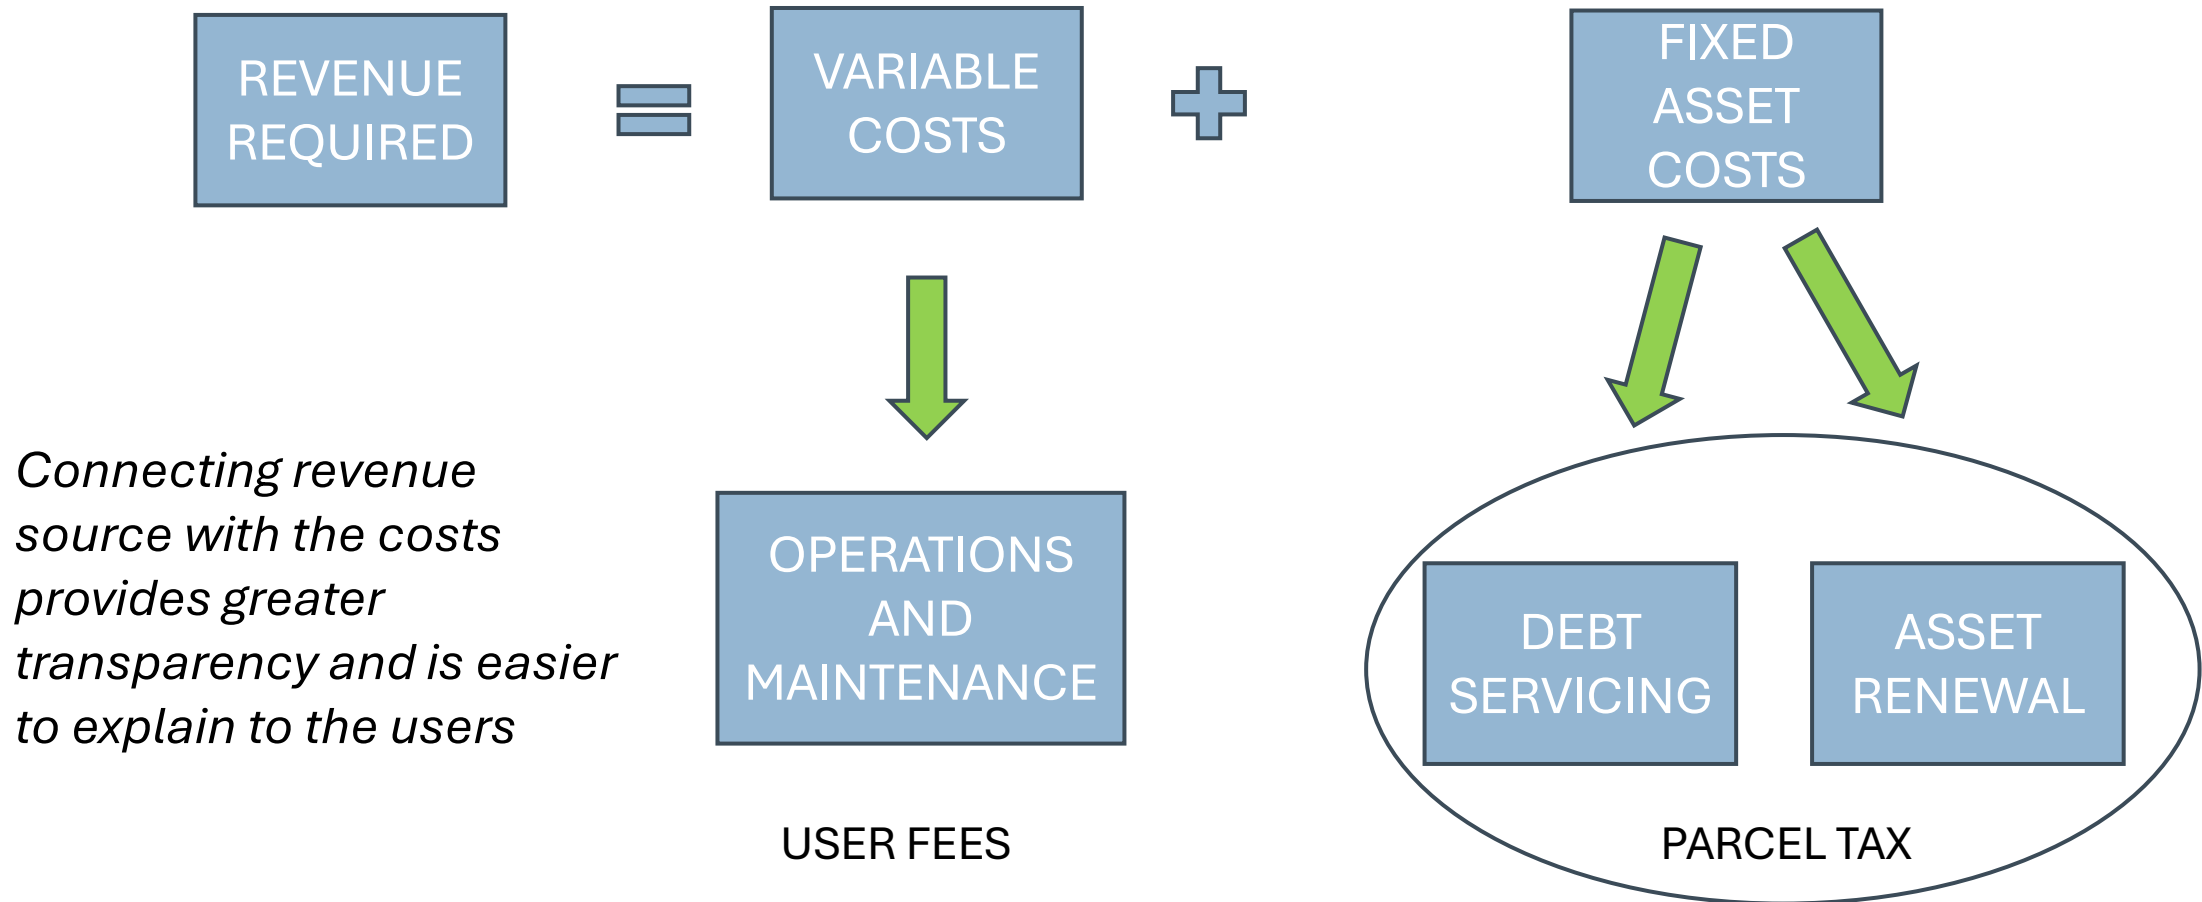 REVENUE
REQUIRED
VARIABLE
COSTS
FIXED
ASSET
COSTS
Connecting revenue
source with the costs
provides greater
transparency and is easier
to explain to the users
OPERATIONS
AND
MAINTENANCE
DEBT
SERVICING
ASSET
RENEWAL
USER FEES
PARCEL TAX